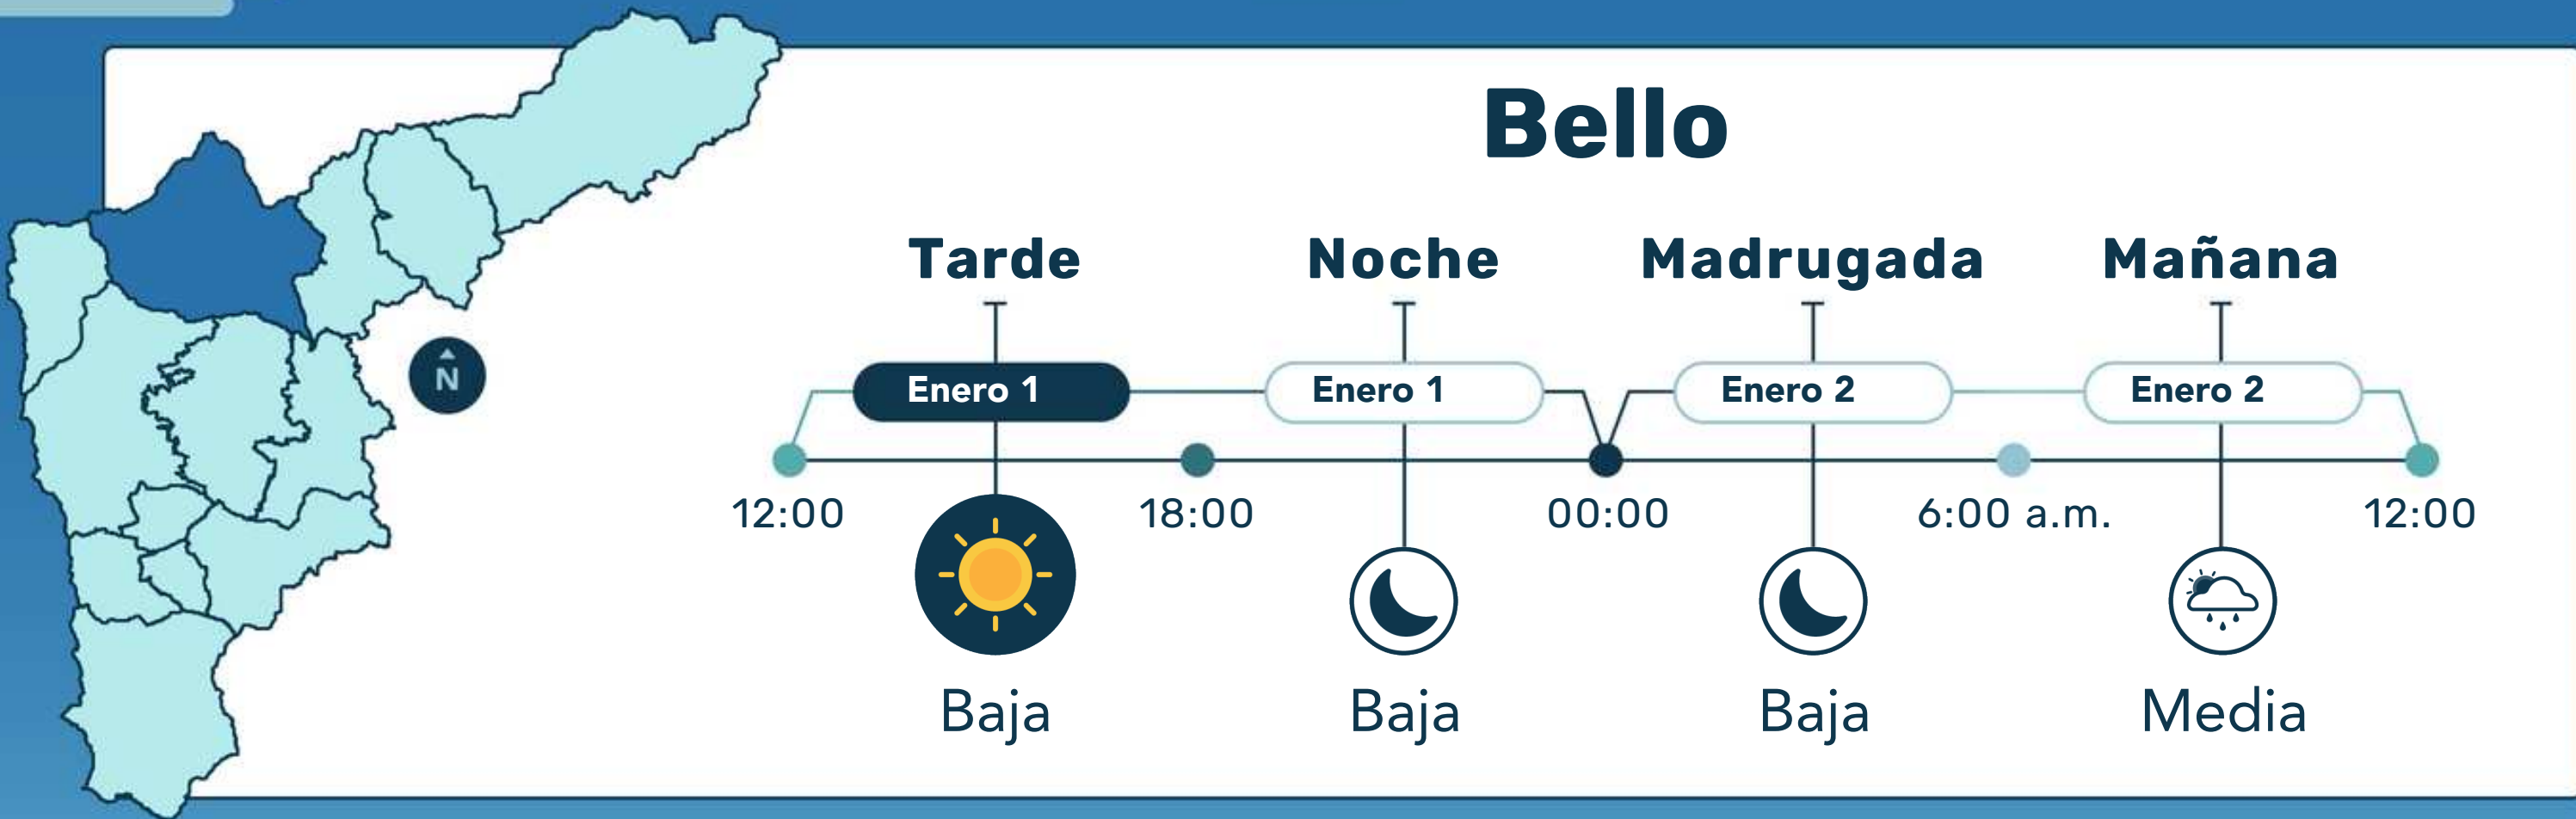 Bello
Tarde Noche Madrugada Mañana
N
Enero 1 Enero 1 Enero 2 Enero 2
12:00 18:00 00:00 6:00 a.m. 12:00
Baja Baja Baja Media